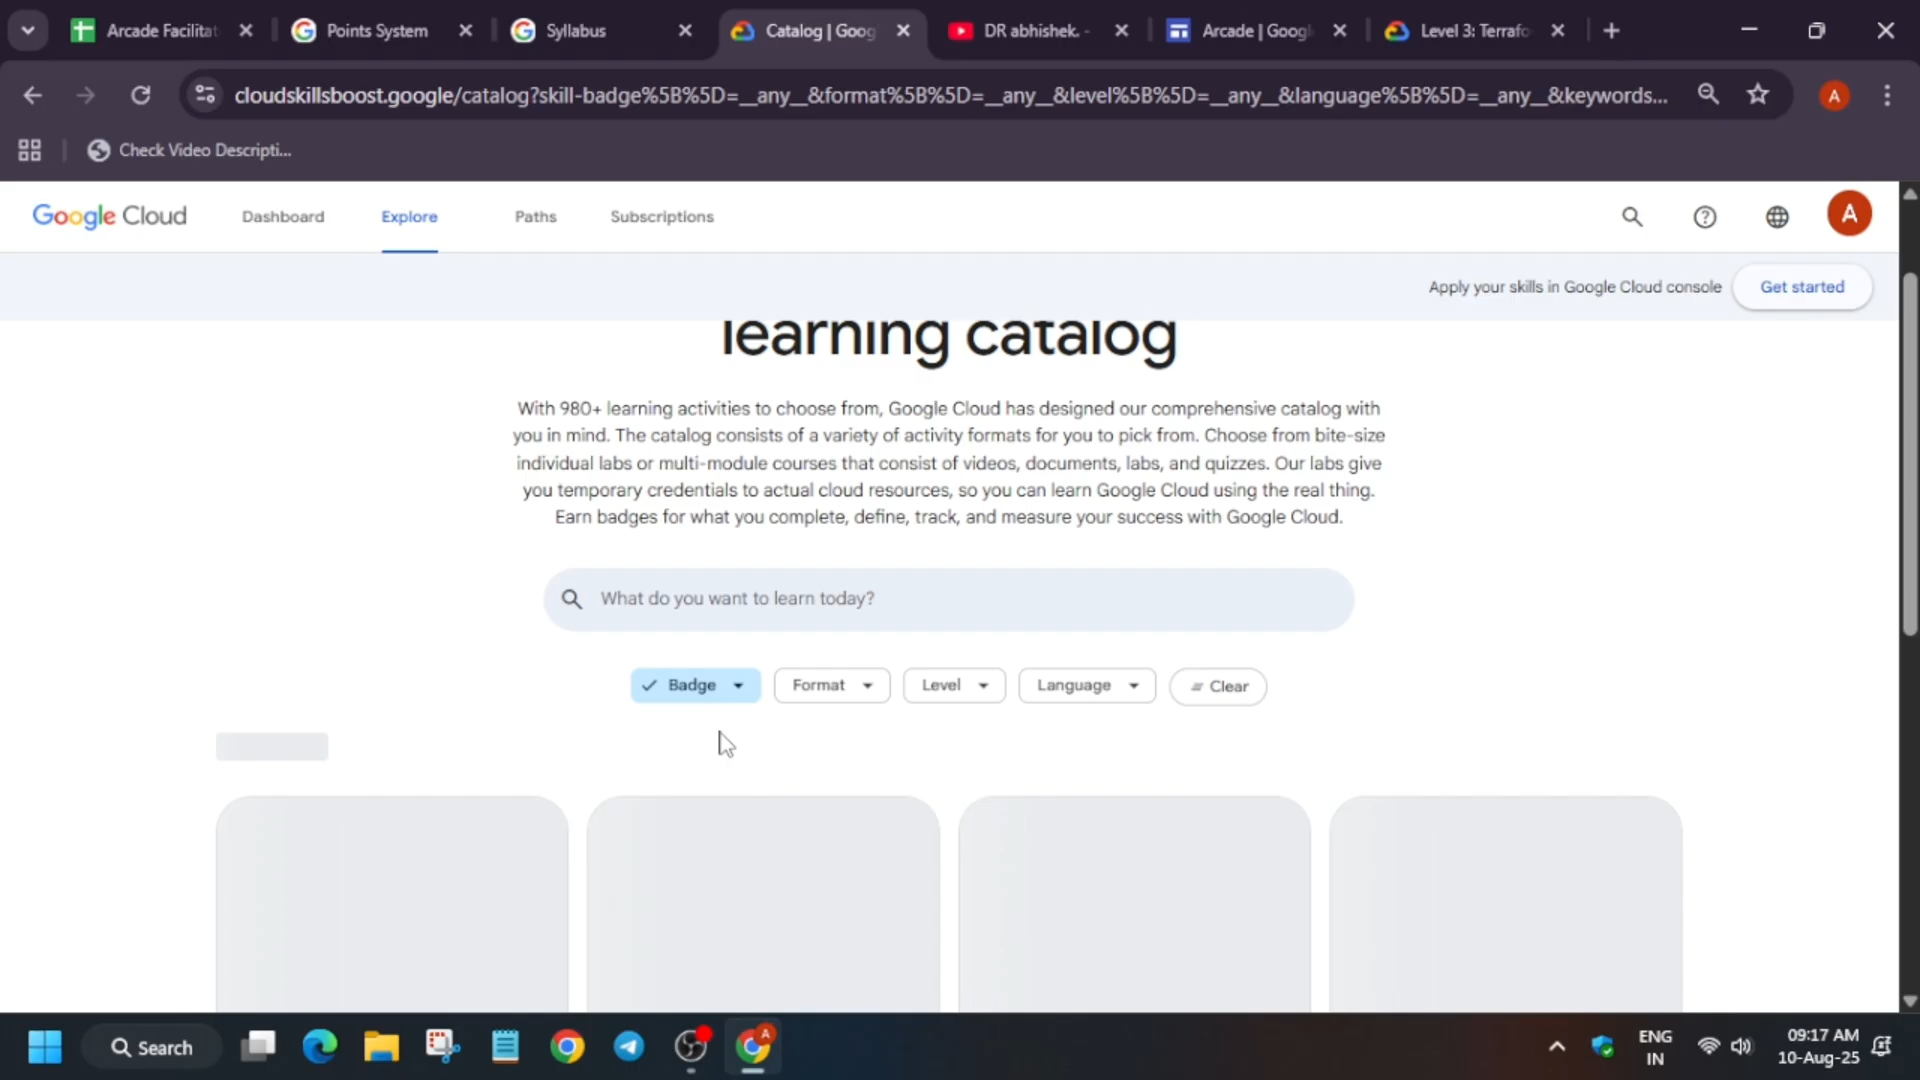 Arcade Facilitat
Points System
Syllabus
Catalog | Goog
DR abhishek. -
Arcade | Googl
Level 3: Terrafo
cloudskillsboost.google/catalog?skill-badge%5B%5D=__any__&format%5B%5D=__any__&level%5B%5D=__any__&language%5B%5D=__any__&keywords...
A
Check Video Descripti...
Google Cloud
Dashboard
Explore
Paths
Subscriptions
A
Apply your skills in Google Cloud console
Get started
learning catalog
With 980+ learning activities to choose from, Google Cloud has designed our comprehensive catalog with
you in mind. The catalog consists of a variety of activity formats for you to pick from. Choose from bite-size
individual labs or multi-module courses that consist of videos, documents, labs, and quizzes. Our labs give
you temporary credentials to actual cloud resources, so you can learn Google Cloud using the real thing.
Earn badges for what you complete, define, track, and measure your success with Google Cloud.
What do you want to learn today?
Badge
Format
Level
Language
Clear
Search
A
ENG
IN
09:17 AM
10-Aug-25